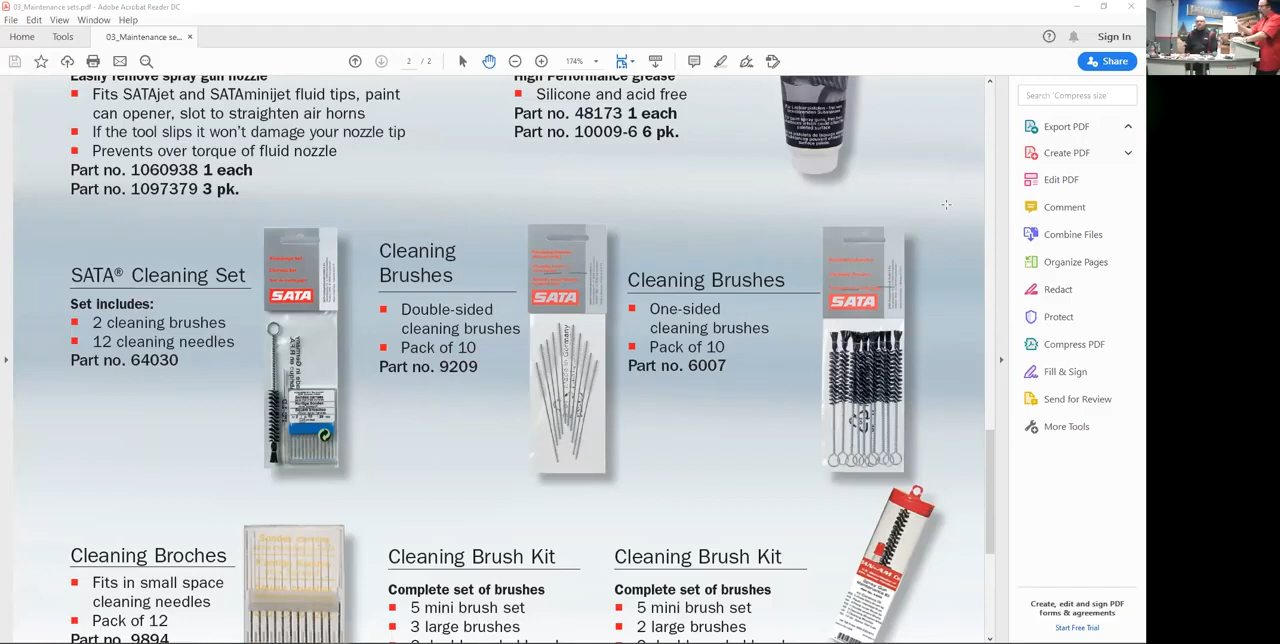 03_Maintenance sets.pdf - Adobe Acrobat Reader DC
File Edit View Window Help
Home Tools 03_Maintenance se... ×
Sign In
2 / 2 174%
Share
Easily remove spray gun nozzle
Fits SATAjet and SATAminijet fluid tips, paint
can opener, slot to straighten air horns
If the tool slips it won't damage your nozzle tip
Prevents over torque of fluid nozzle
Part no. 1060938 1 each
Part no. 1097379 3 pk.
High Performance grease
Silicone and acid free
Part no. 48173 1 each
Part no. 10009-6 6 pk.
SATA® Cleaning Set
Set includes:
2 cleaning brushes
12 cleaning needles
Part no. 64030
SATA
Cleaning
Brushes
Double-sided
cleaning brushes
Pack of 10
Part no. 9209
SATA
Cleaning Brushes
One-sided
cleaning brushes
Pack of 10
Part no. 6007
SATA
Cleaning Broches
Fits in small space
cleaning needles
Pack of 12
Part no. 9894
Cleaning Brush Kit
Complete set of brushes
5 mini brush set
3 large brushes
Cleaning Brush Kit
Complete set of brushes
5 mini brush set
2 large brushes
Search 'Compress size'
Export PDF
Create PDF
Edit PDF
Comment
Combine Files
Organize Pages
Redact
Protect
Compress PDF
Fill & Sign
Send for Review
More Tools
Create, edit and sign PDF
forms & agreements
Start Free Trial